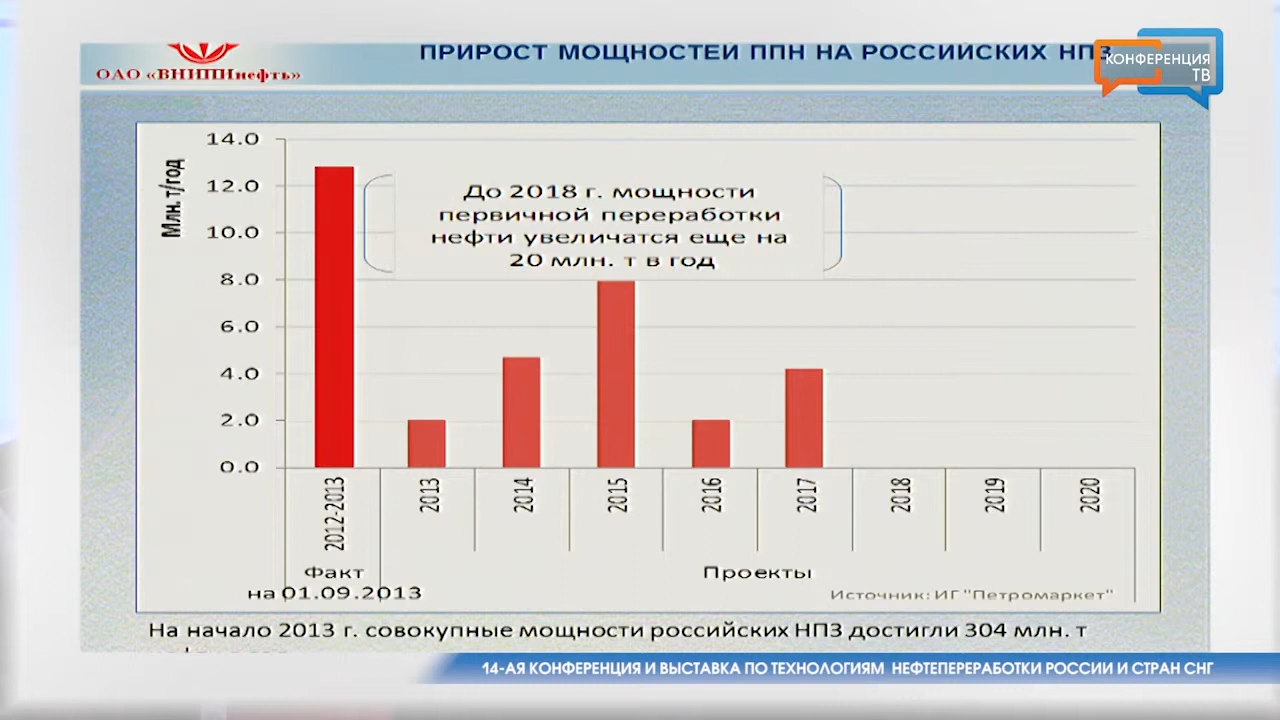 ПРИРОСТ МОЩНОСТЕЙ ППН НА РОССИЙСКИХ НПЗ
ОАО «ВНИПИнефть»
КОНФЕРЕНЦИЯ
ТВ
Млн. т/год
14.0
12.0
10.0
8.0
6.0
4.0
2.0
0.0
До 2018 г. мощности
первичной переработки
нефти увеличатся еще на
20 млн. т в год
2012-2013
2013
2014
2015
2016
2017
2018
2019
2020
Факт
на 01.09.2013
Проекты
Источник: ИГ "Петромаркет"
На начало 2013 г. совокупные мощности российских НПЗ достигли 304 млн. т
14-АЯ КОНФЕРЕНЦИЯ И ВЫСТАВКА ПО ТЕХНОЛОГИЯМ НЕФТЕПЕРЕРАБОТКИ РОССИИ И СТРАН СНГ